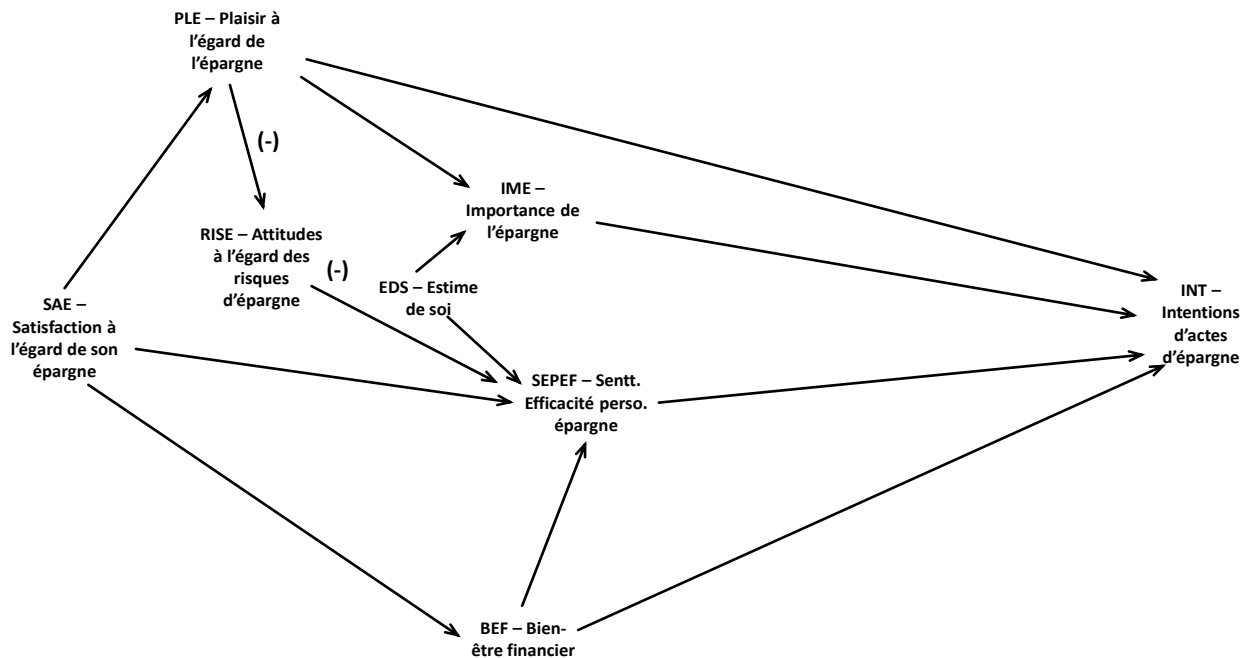 PLE – Plaisir à
l'égard de
l'épargne
(-)
IME –
Importance de
l'épargne
RISE – Attitudes
à l'égard des
risques
d'épargne
(-)
EDS – Estime
de soi
SAE –
Satisfaction à
l'égard de son
épargne
INT –
Intentions
d'actes
d'épargne
SEPEF – Sentt.
Efficacité perso.
épargne
BEF – Bien-
être financier